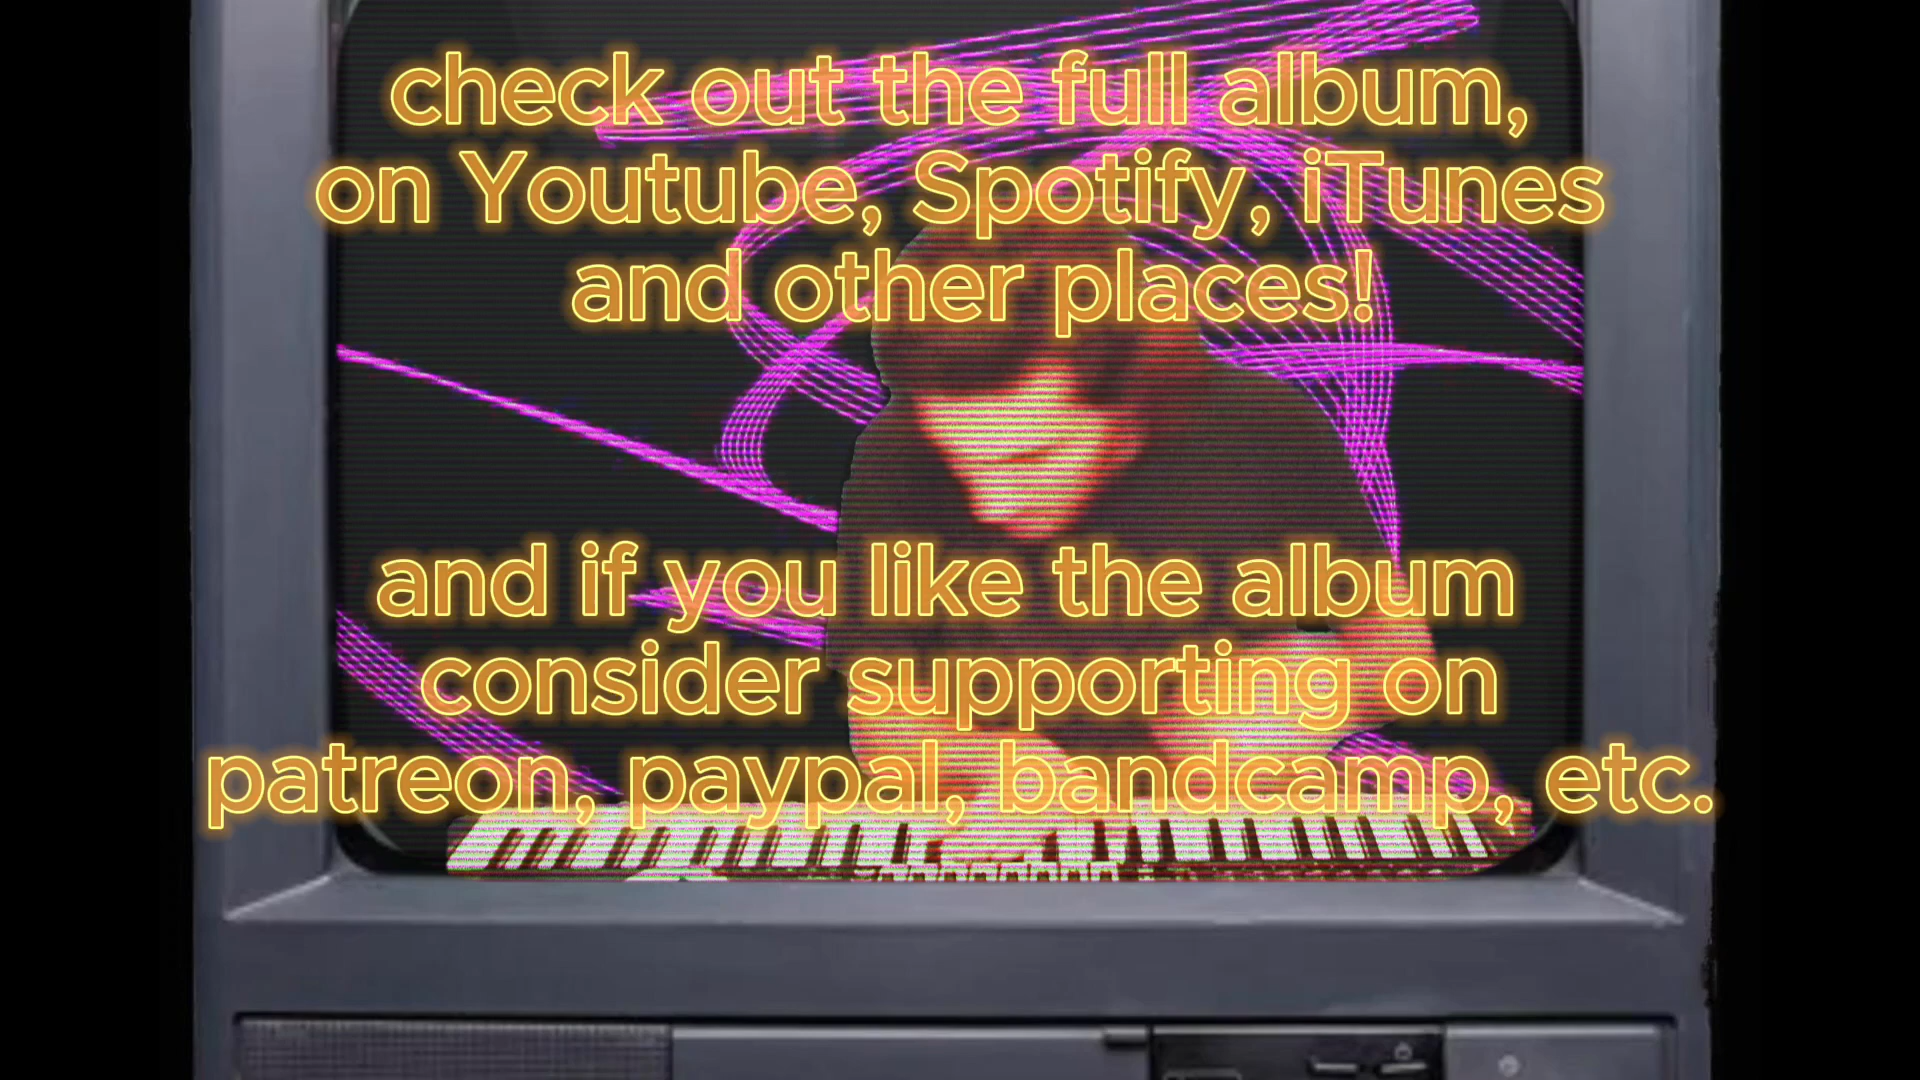 check out the full album,
on Youtube, Spotify, iTunes
and other places!
and if you like the album
consider supporting on
patreon, paypal, bandcamp, etc.